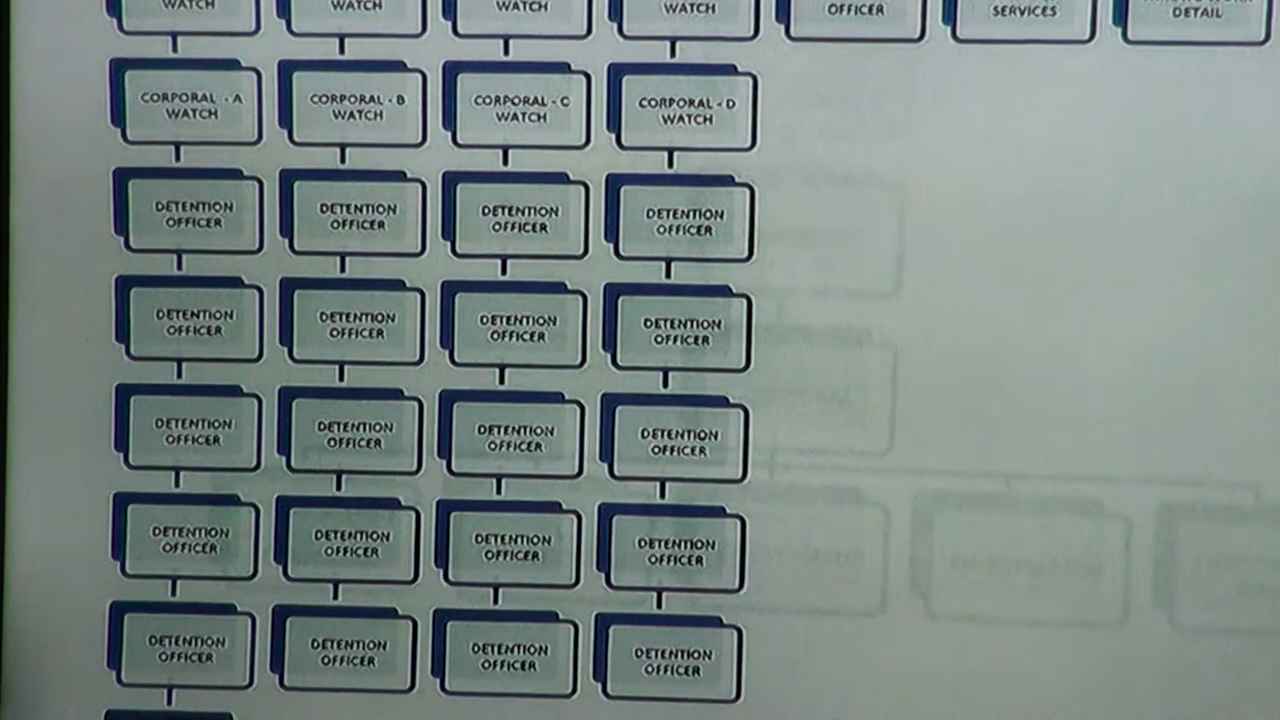 WATCH
WATCH
WATCH
WATCH
OFFICER
SERVICES
DETAIL
CORPORAL - A
WATCH
CORPORAL - B
WATCH
CORPORAL - C
WATCH
CORPORAL - D
WATCH
DETENTION
OFFICER
DETENTION
OFFICER
DETENTION
OFFICER
DETENTION
OFFICER
DETENTION
OFFICER
DETENTION
OFFICER
DETENTION
OFFICER
DETENTION
OFFICER
DETENTION
OFFICER
DETENTION
OFFICER
DETENTION
OFFICER
DETENTION
OFFICER
DETENTION
OFFICER
DETENTION
OFFICER
DETENTION
OFFICER
DETENTION
OFFICER
DETENTION
OFFICER
DETENTION
OFFICER
DETENTION
OFFICER
DETENTION
OFFICER